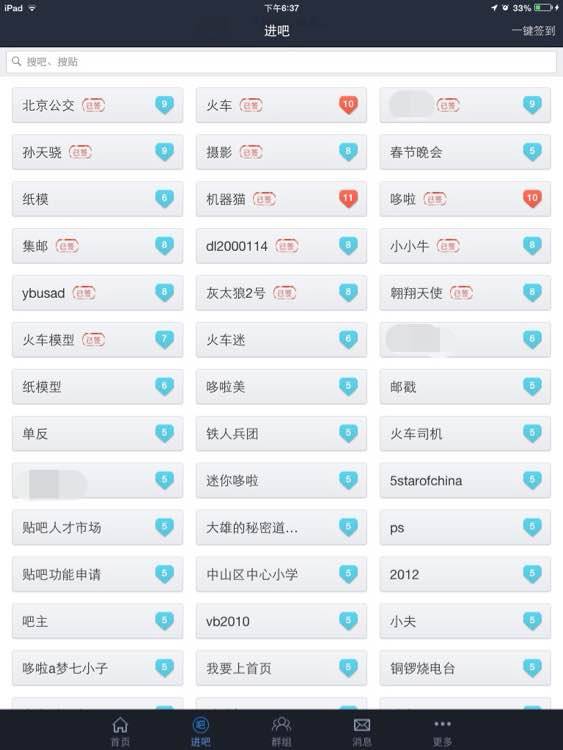 iPad 下午6:37 33%
进吧 一键签到
搜吧、搜贴
北京公交 已签 9 火车 已签 10 已签 9
孙天骁 已签 9 摄影 已签 8 春节晚会 5
纸模 6 机器猫 已签 11 哆啦 已签 10
集邮 已签 8 dl2000114 已签 8 小小牛 已签 8
ybusad 已签 8 灰太狼2号 已签 8 翱翔天使 已签 8
火车模型 已签 7 火车迷 6 6
纸模型 6 哆啦美 5 邮戳 5
单反 5 铁人兵团 5 火车司机 5
5 迷你哆啦 5 5starofchina 5
贴吧人才市场 5 大雄的秘密道... 5 ps 5
贴吧功能申请 5 中山区中心小学 5 2012 5
吧主 5 vb2010 5 小夫 5
哆啦a梦七小子 5 我要上首页 5 铜锣烧电台 5
吧
首页 进吧 群组 消息 更多